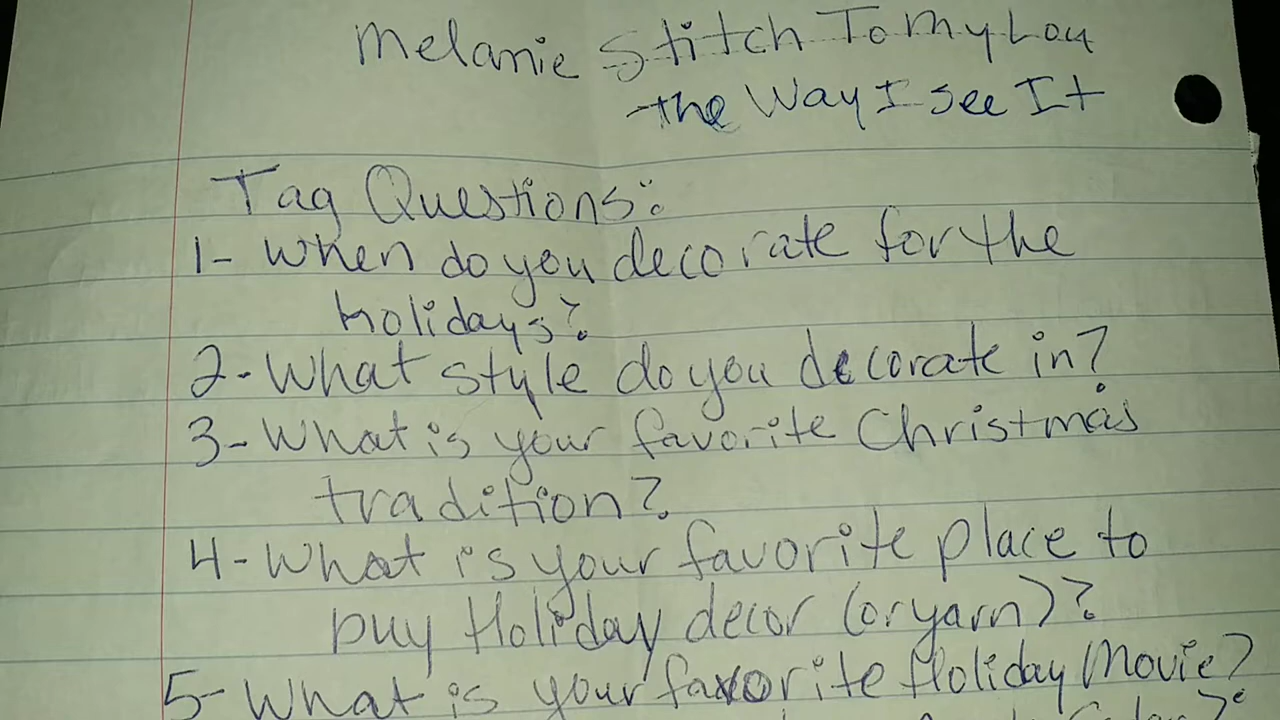 Melanie Stitch To My Lou
the Way I see It
Tag Questions:
1- When do you decorate for the
holidays?
2- What style do you decorate in?
3- What is your favorite Christmas
tradition?
4- What is your favorite place to
buy Holiday decor (or yarn)?
5- What is your favorite Holiday Movie?